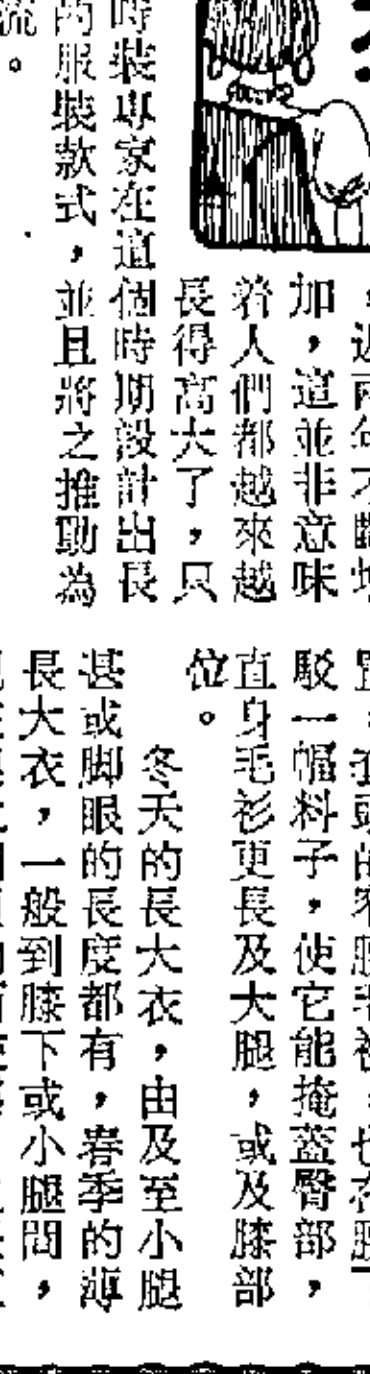 ，近兩年才斷增
加，這並非意味
着人們都越來越
長得高大了，只
時裝專家在這個時期設計出長
的服裝款式，並且將之推動為
流。
駁一幅料子，使它能掩蓋臀部，
直身毛衫更長及大腿，或及膝部
位。
冬天的長大衣，由及至小腿
甚或脚眼的長度都有，春季的薄
長大衣，一般到膝下或小腿間，